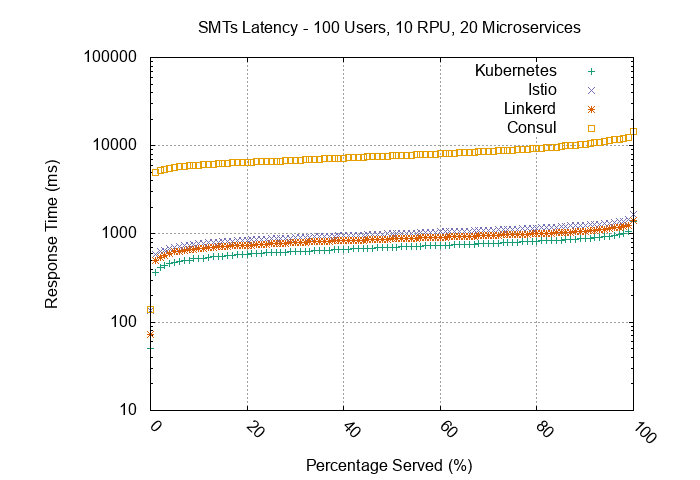 SMTs Latency - 100 Users, 10 RPU, 20 Microservices
100000
10000
1000
100
10
Response Time (ms)
Kubernetes
Istio
Linkerd
Consul
0
20
40
60
80
100
Percentage Served (%)